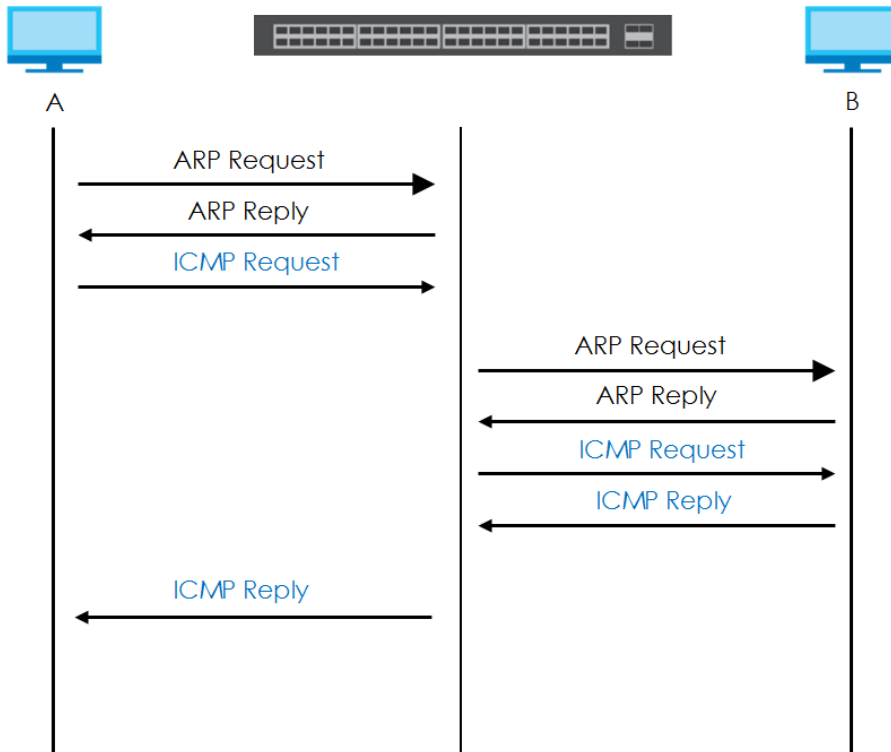 A
B
ARP Request
ARP Reply
ICMP Request
ARP Request
ARP Reply
ICMP Request
ICMP Reply
ICMP Reply